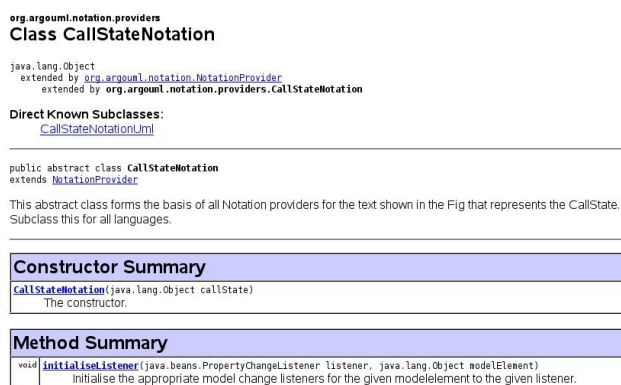 org.argouml.notation.providers
Class CallStateNotation
java.lang.Object
extended by org.argouml.notation.NotationProvider
extended by org.argouml.notation.providers.CallStateNotation
Direct Known Subclasses:
CallStateNotationUml
public abstract class CallStateNotation
extends NotationProvider
This abstract class forms the basis of all Notation providers for the text shown in the Fig that represents the CallState.
Subclass this for all languages.
Constructor Summary
CallStateNotation(java.lang.Object callState)
The constructor.
Method Summary
void initialiseListener(java.beans.PropertyChangeListener listener, java.lang.Object modelElement)
Initialise the appropriate model change listeners for the given modelelement to the given listener.